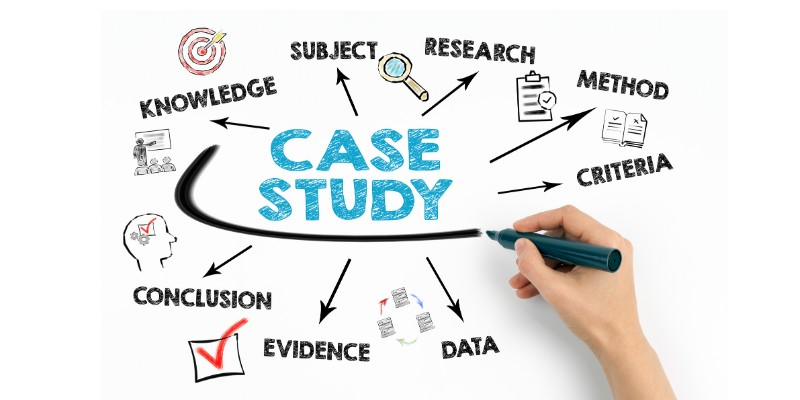 SUBJECT
RESEARCH
KNOWLEDGE
METHOD
CASE
STUDY
CRITERIA
CONCLUSION
EVIDENCE
DATA